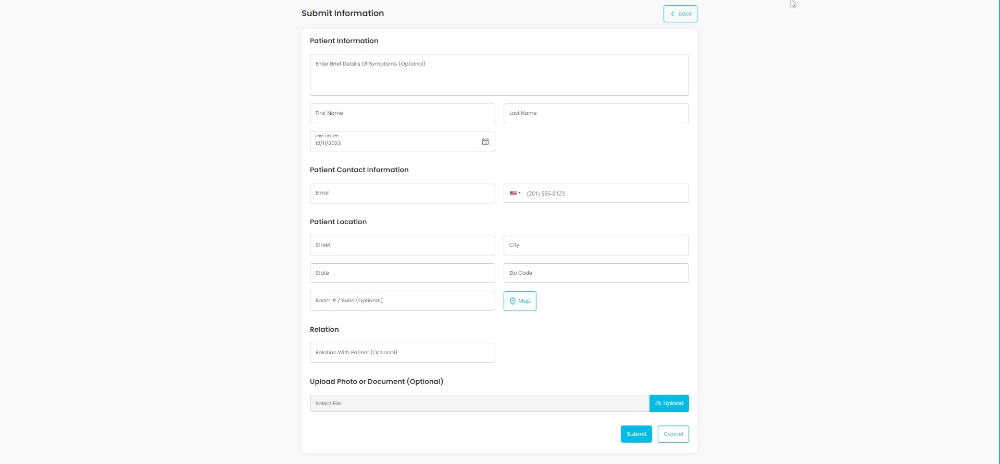 Submit Information
Back
Patient Information
Enter Brief Details Of Symptoms (Optional)
First Name
Last Name
Date Of Birth
12/11/2023
Patient Contact Information
Email
(201) 555-0123
Patient Location
Street
City
State
Zip Code
Room # / Suite (Optional)
Map
Relation
Relation With Patient (Optional)
Upload Photo or Document (Optional)
Select File
Upload
Submit
Cancel